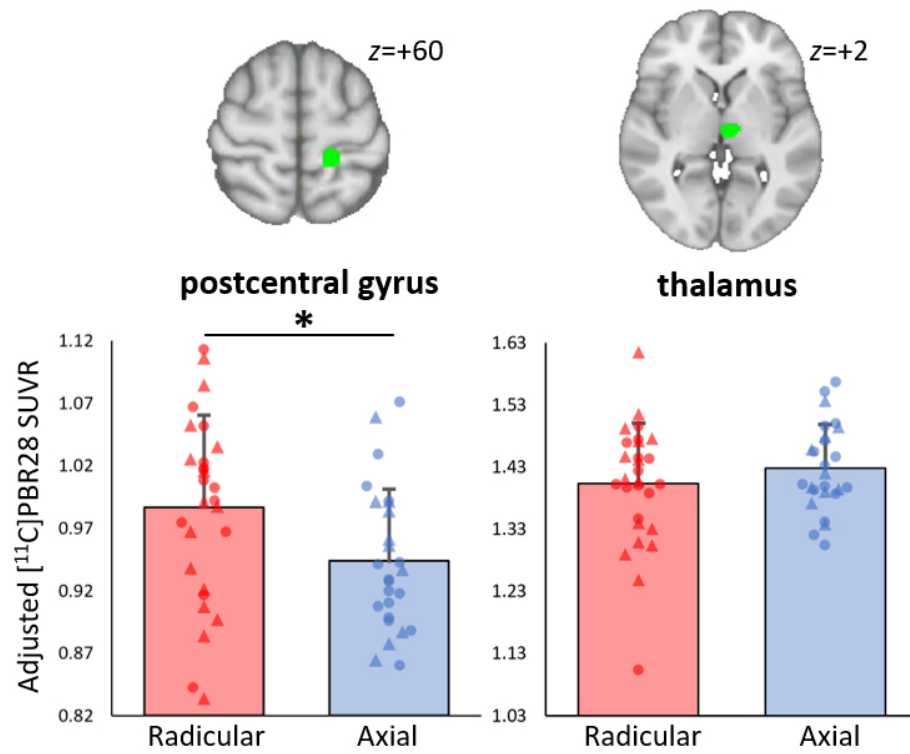 z=+60
z=+2
postcentral gyrus
thalamus
*
Adjusted [¹¹C]PBR28 SUVR
1.12
1.07
1.02
0.97
0.92
0.87
0.82
Radicular
Axial
1.63
1.53
1.43
1.33
1.23
1.13
1.03
Radicular
Axial